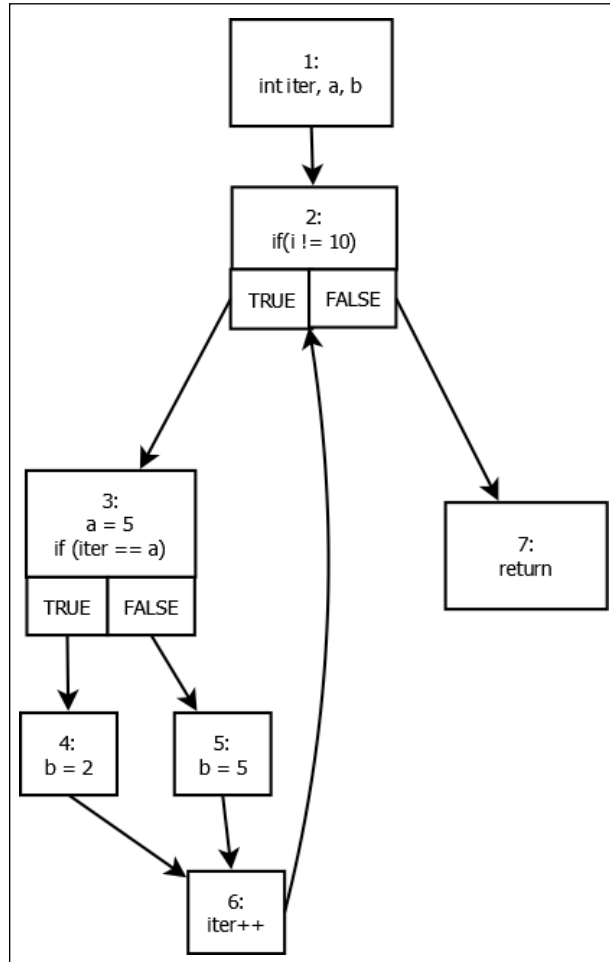 1:
int iter, a, b
2:
if(i != 10)
TRUE
FALSE
3:
a = 5
if (iter == a)
TRUE
FALSE
7:
return
4:
b = 2
5:
b = 5
6:
iter++